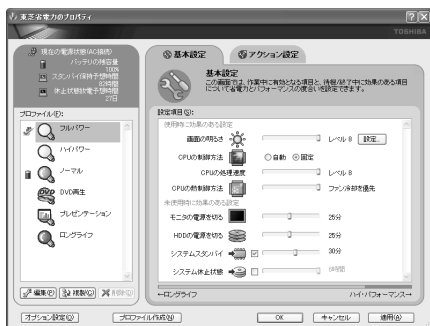 東芝省電力のプロパティ
TOSHIBA
現在の電源状態(AC接続)
バッテリの残容量
100%
スタンバイ保持予想時間
83時間
休止状態給電予想時間
27日
プロファイル(F):
フルパワー
ハイパワー
ノーマル
DVD再生
プレゼンテーション
ロングライフ
編集(P)
複製(C)
削除(D)
基本設定
アクション設定
基本設定
この画面では、作業中に有効となる項目と、待機/終了中に効果のある項目
について省電力とパフォーマンスの度合いを設定できます。
設定項目(S):
使用時に効果のある設定
画面の明るさ
レベル 8
設定...
CPUの制御方法
自動
固定
CPUの処理速度
レベル 8
CPUの熱制御方法
ファン冷却を優先
未使用時に効果のある設定
モニタの電源を切る
25分
HDDの電源を切る
25分
システムスタンバイ
30分
システム休止状態
←ロングライフ
ハイ・パフォーマンス→
オプション設定(O)
プロファイル作成(N)
OK
キャンセル
適用(A)